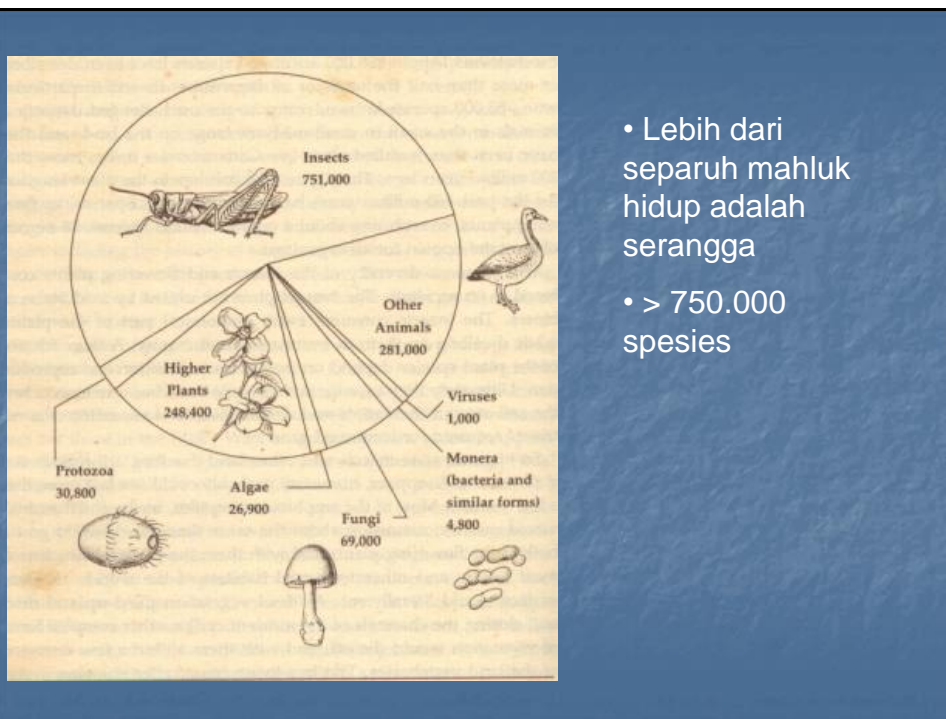 Insects
751,000
Other
Animals
281,000
Higher
Plants
248,400
Viruses
1,000
Monera
(bacteria and
similar forms)
4,800
Protozoa
30,800
Algae
26,900
Fungi
69,000
• Lebih dari
separuh mahluk
hidup adalah
serangga
• > 750.000
spesies